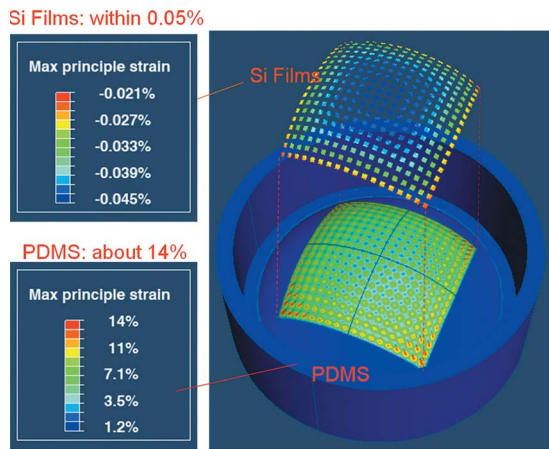 Si Films: within 0.05%
Max principle strain
-0.021%
-0.027%
-0.033%
-0.039%
-0.045%
Si Films
PDMS: about 14%
Max principle strain
14%
11%
7.1%
3.5%
1.2%
PDMS